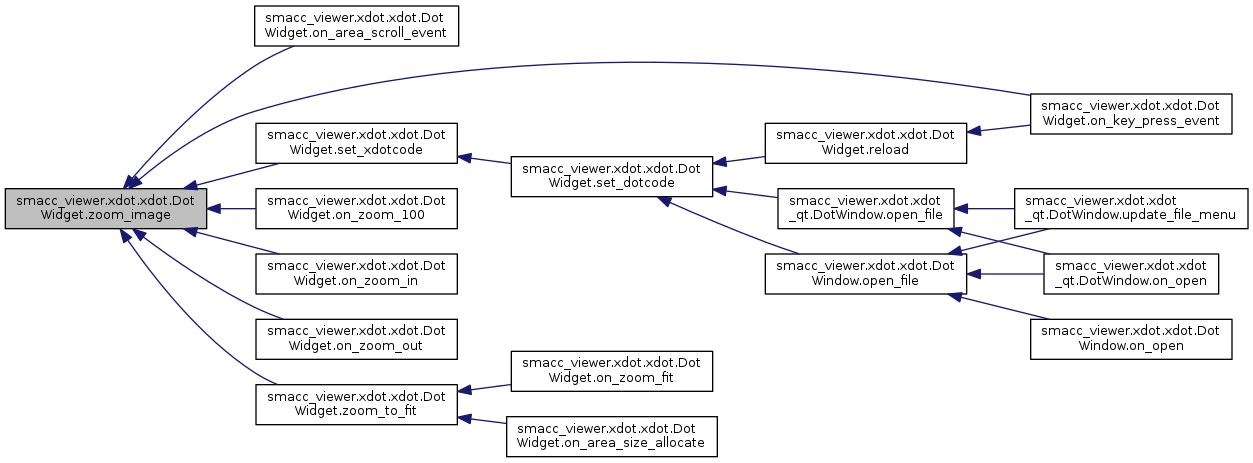 smacc_viewer.xdot.xdot.Dot
Widget.on_area_scroll_event
smacc_viewer.xdot.xdot.Dot
Widget.on_key_press_event
smacc_viewer.xdot.xdot.Dot
Widget.set_xdotcode
smacc_viewer.xdot.xdot.Dot
Widget.reload
smacc_viewer.xdot.xdot.Dot
Widget.set_dotcode
smacc_viewer.xdot.xdot.Dot
Widget.zoom_image
smacc_viewer.xdot.xdot.Dot
Widget.on_zoom_100
smacc_viewer.xdot.xdot
_qt.DotWindow.open_file
smacc_viewer.xdot.xdot
_qt.DotWindow.update_file_menu
smacc_viewer.xdot.xdot.Dot
Widget.on_zoom_in
smacc_viewer.xdot.xdot.Dot
Window.open_file
smacc_viewer.xdot.xdot
_qt.DotWindow.on_open
smacc_viewer.xdot.xdot.Dot
Widget.on_zoom_out
smacc_viewer.xdot.xdot.Dot
Window.on_open
smacc_viewer.xdot.xdot.Dot
Widget.on_zoom_fit
smacc_viewer.xdot.xdot.Dot
Widget.zoom_to_fit
smacc_viewer.xdot.xdot.Dot
Widget.on_area_size_allocate